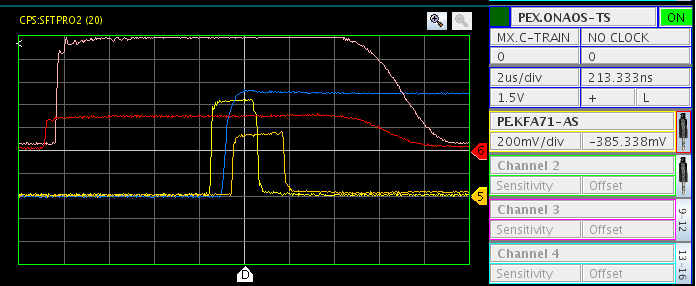 CPS:SFTPRO2 (20)
PEX.ONAOS-TS ON
MX.C-TRAIN NO CLOCK
0 0
2us/div 213.333ns
1.5V + L
PE.KFA71-AS
200mV/div -385.338mV
Channel 2
Sensitivity Offset
Channel 3
Sensitivity Offset
Channel 4
Sensitivity Offset
9-12
13-16
6
5
D